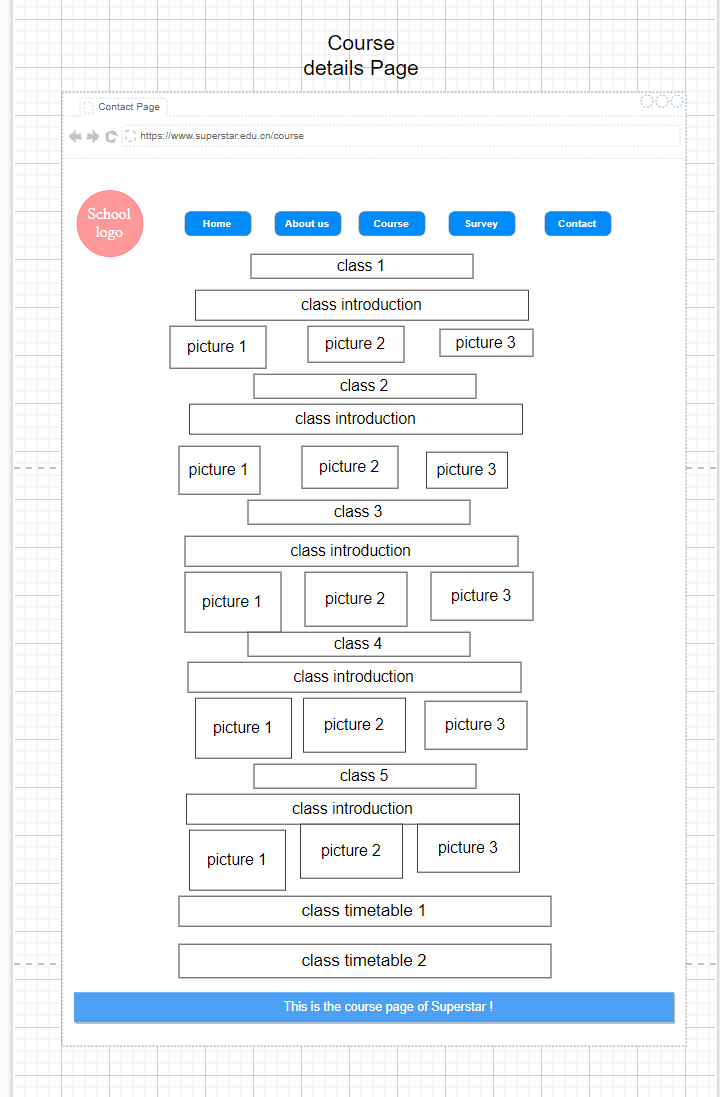 Course
details Page
Contact Page
https://www.superstar.edu.cn/course
School
logo
Home
About us
Course
Survey
Contact
class 1
class introduction
picture 1
picture 2
picture 3
class 2
class introduction
picture 1
picture 2
picture 3
class 3
class introduction
picture 1
picture 2
picture 3
class 4
class introduction
picture 1
picture 2
picture 3
class 5
class introduction
picture 1
picture 2
picture 3
class timetable 1
class timetable 2
This is the course page of Superstar !